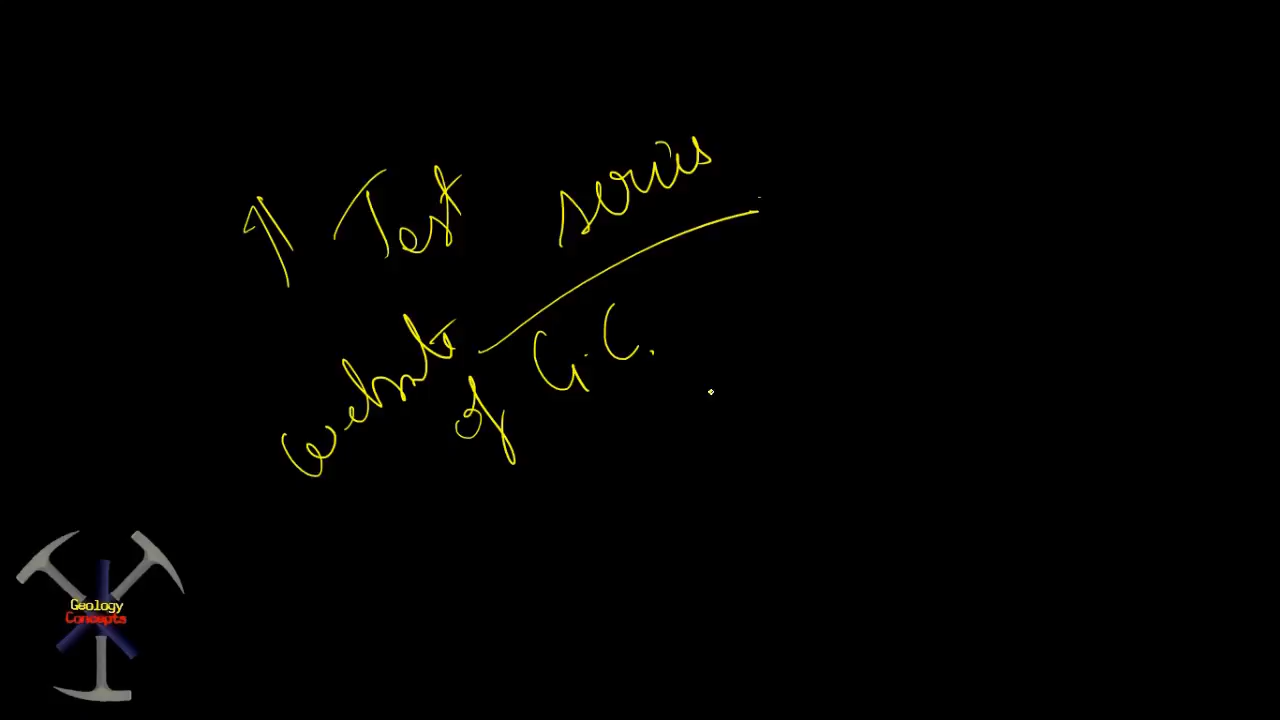 ↑ Test series
website
of G.C.
Geology
Concepts